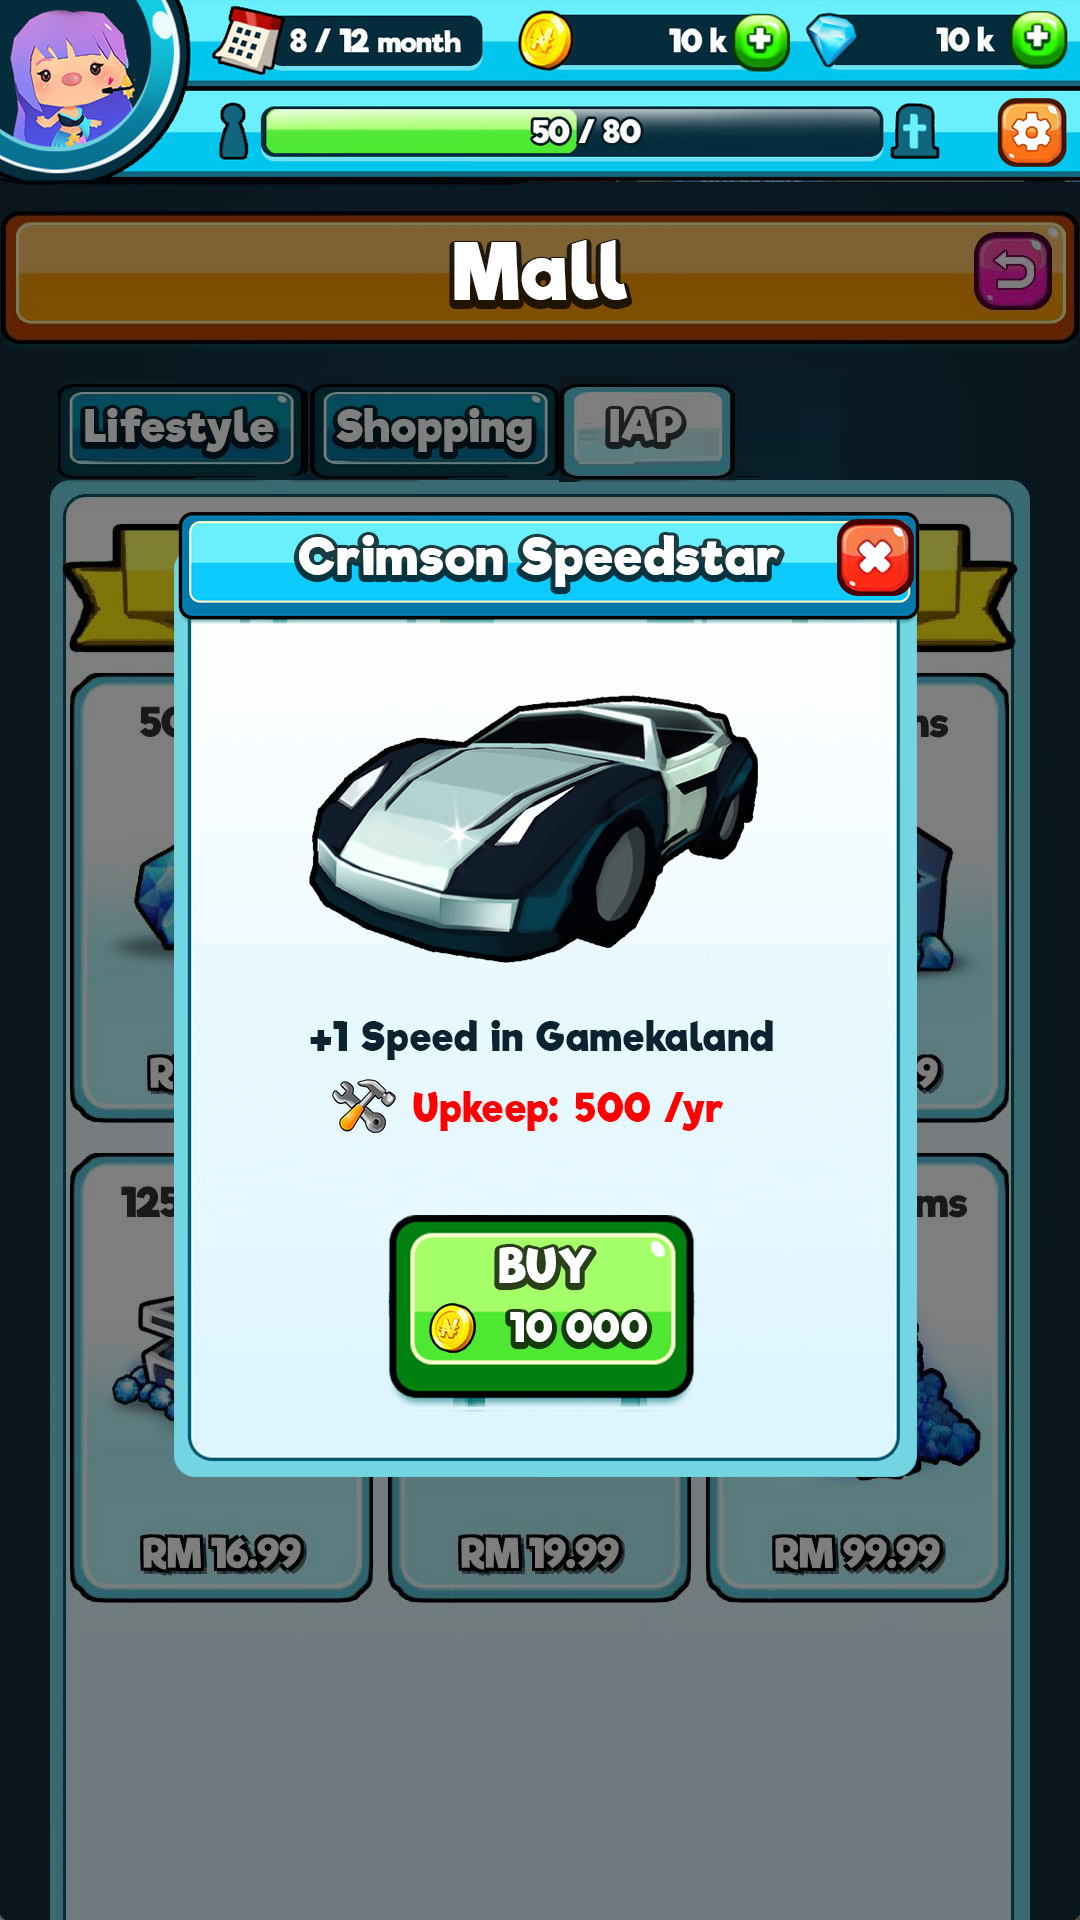 8 / 12 month
10 k
10 k
50 / 80
Mall
Lifestyle
Shopping
IAP
Crimson Speedstar
+1 Speed in Gamekaland
Upkeep: 500 /yr
BUY
10 000
RM 16.99
RM 19.99
RM 99.99